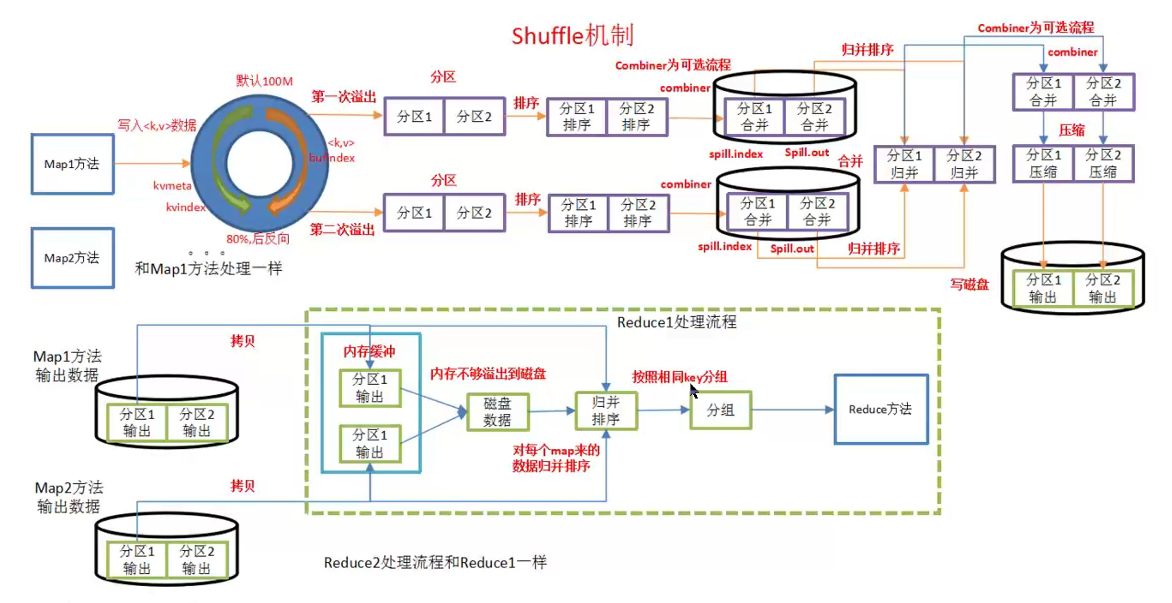 Shuffle机制
Combiner为可选流程
归并排序
combiner
Combiner为可选流程
combiner
默认100M
写入<k,v>数据
<k,v>
bufindex
kvmeta
kvindex
80%,后反向
Map1方法
Map2方法
。。。
和Map1方法处理一样
第一次溢出
分区
分区1
分区2
排序
分区1
排序
分区2
排序
分区1
合并
分区2
合并
spill.index
Spill.out
第二次溢出
分区
分区1
分区2
排序
分区1
排序
分区2
排序
combiner
合并
分区1
合并
分区2
合并
spill.index
Spill.out
归并排序
分区1
归并
分区2
归并
分区1
合并
分区2
合并
压缩
分区1
压缩
分区2
压缩
写磁盘
分区1
输出
分区2
输出
Map1方法
输出数据
分区1
输出
分区2
输出
拷贝
Map2方法
输出数据
分区1
输出
分区2
输出
拷贝
Reduce1处理流程
内存缓冲
分区1
输出
分区1
输出
内存不够溢出到磁盘
磁盘
数据
归并
排序
对每个map来的
数据归并排序
按照相同key分组
分组
Reduce方法
Reduce2处理流程和Reduce1一样